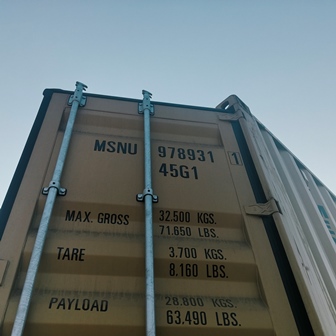 MSNU 978931 1
45G1
MAX. GROSS 32.500 KGS.
71.650 LBS.
TARE 3.700 KGS.
8.160 LBS.
PAYLOAD 28.800 KGS.
63.490 LBS.